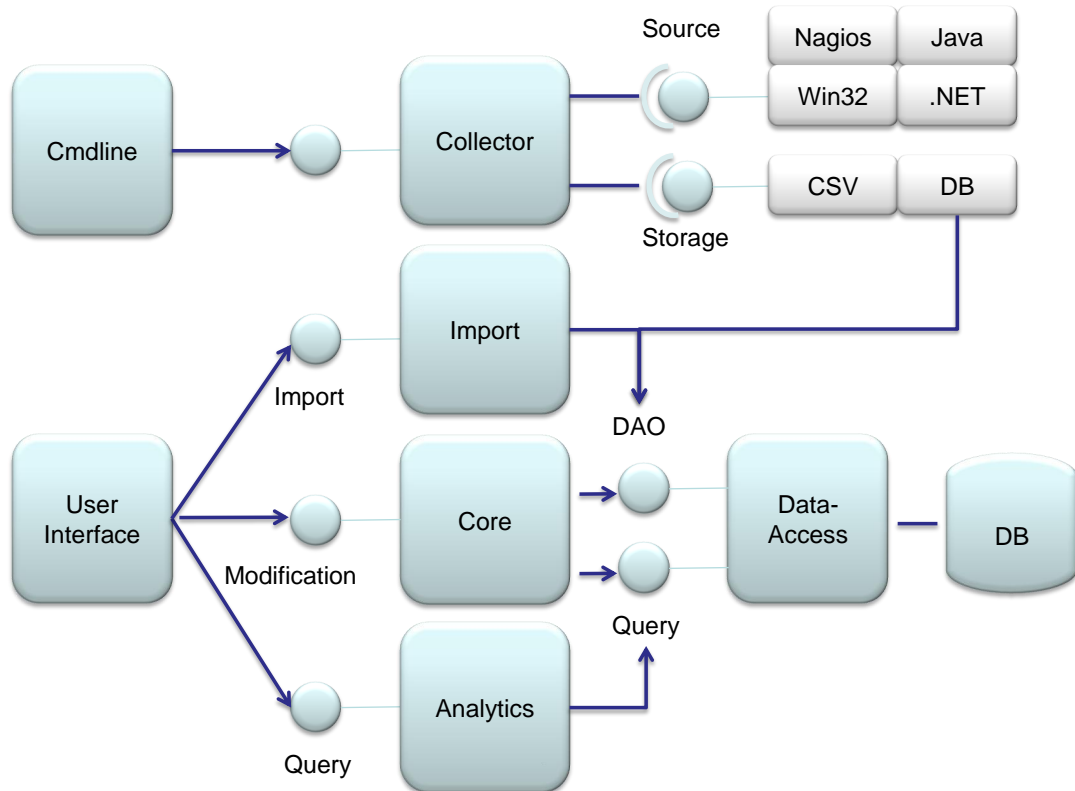 Source
Nagios
Java
Cmdline
Collector
Win32
.NET
CSV
DB
Storage
Import
Import
DAO
User
Interface
Core
Data-
Access
DB
Modification
Query
Analytics
Query